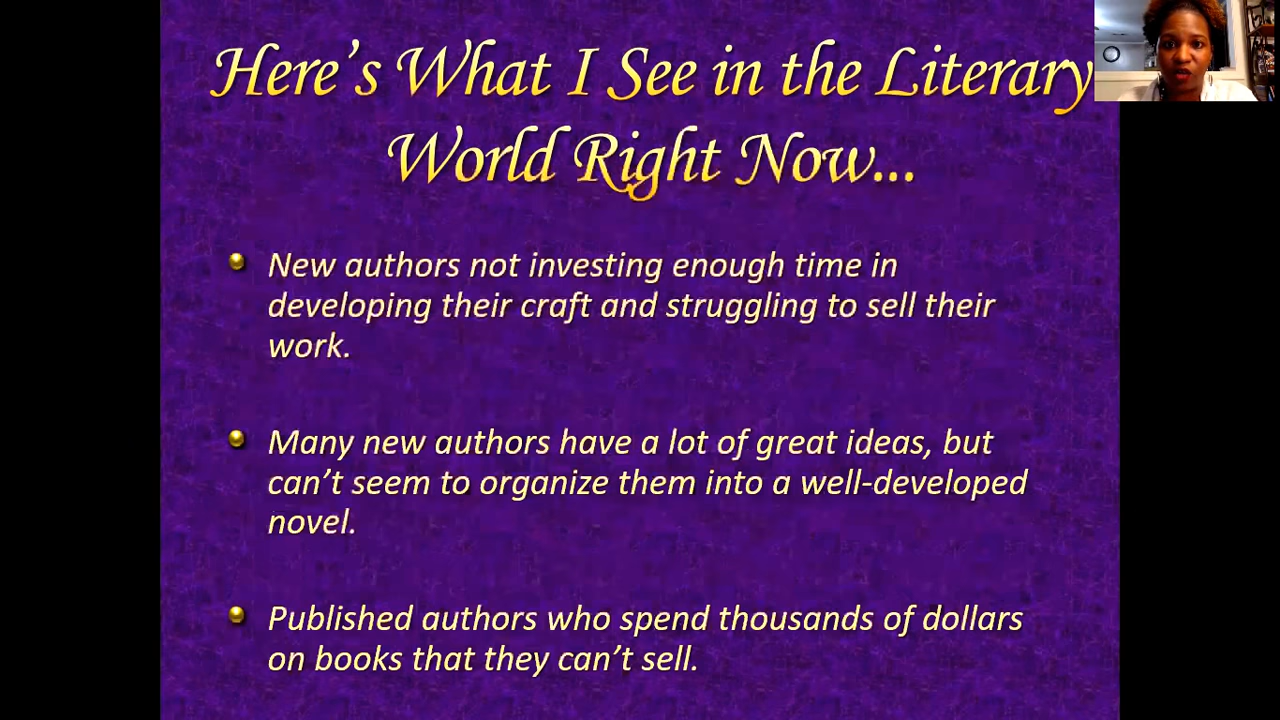 Here’s What I See in the Literary
World Right Now...
New authors not investing enough time in
developing their craft and struggling to sell their
work.
Many new authors have a lot of great ideas, but
can’t seem to organize them into a well-developed
novel.
Published authors who spend thousands of dollars
on books that they can’t sell.